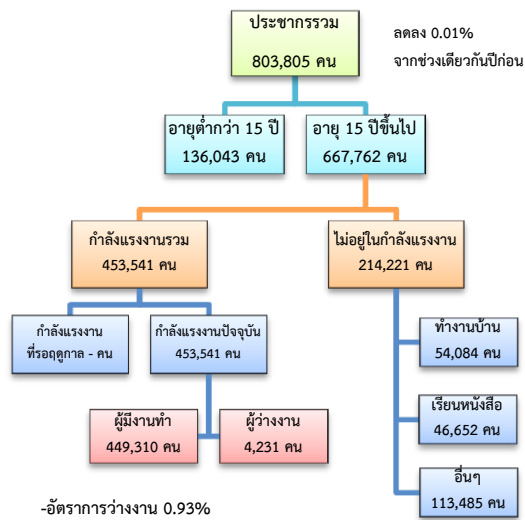 ประชากรรวม
803,805 คน
ลดลง 0.01%
จากช่วงเดียวกันปีก่อน
อายุต่ำกว่า 15 ปี
136,043 คน
อายุ 15 ปีขึ้นไป
667,762 คน
กำลังแรงงานรวม
453,541 คน
ไม่อยู่ในกำลังแรงงาน
214,221 คน
กำลังแรงงาน
ที่รอฤดูกาล - คน
กำลังแรงงานปัจจุบัน
453,541 คน
ทำงานบ้าน
54,084 คน
ผู้มีงานทำ
449,310 คน
ผู้ว่างงาน
4,231 คน
เรียนหนังสือ
46,652 คน
อื่นๆ
113,485 คน
-อัตราการว่างงาน 0.93%